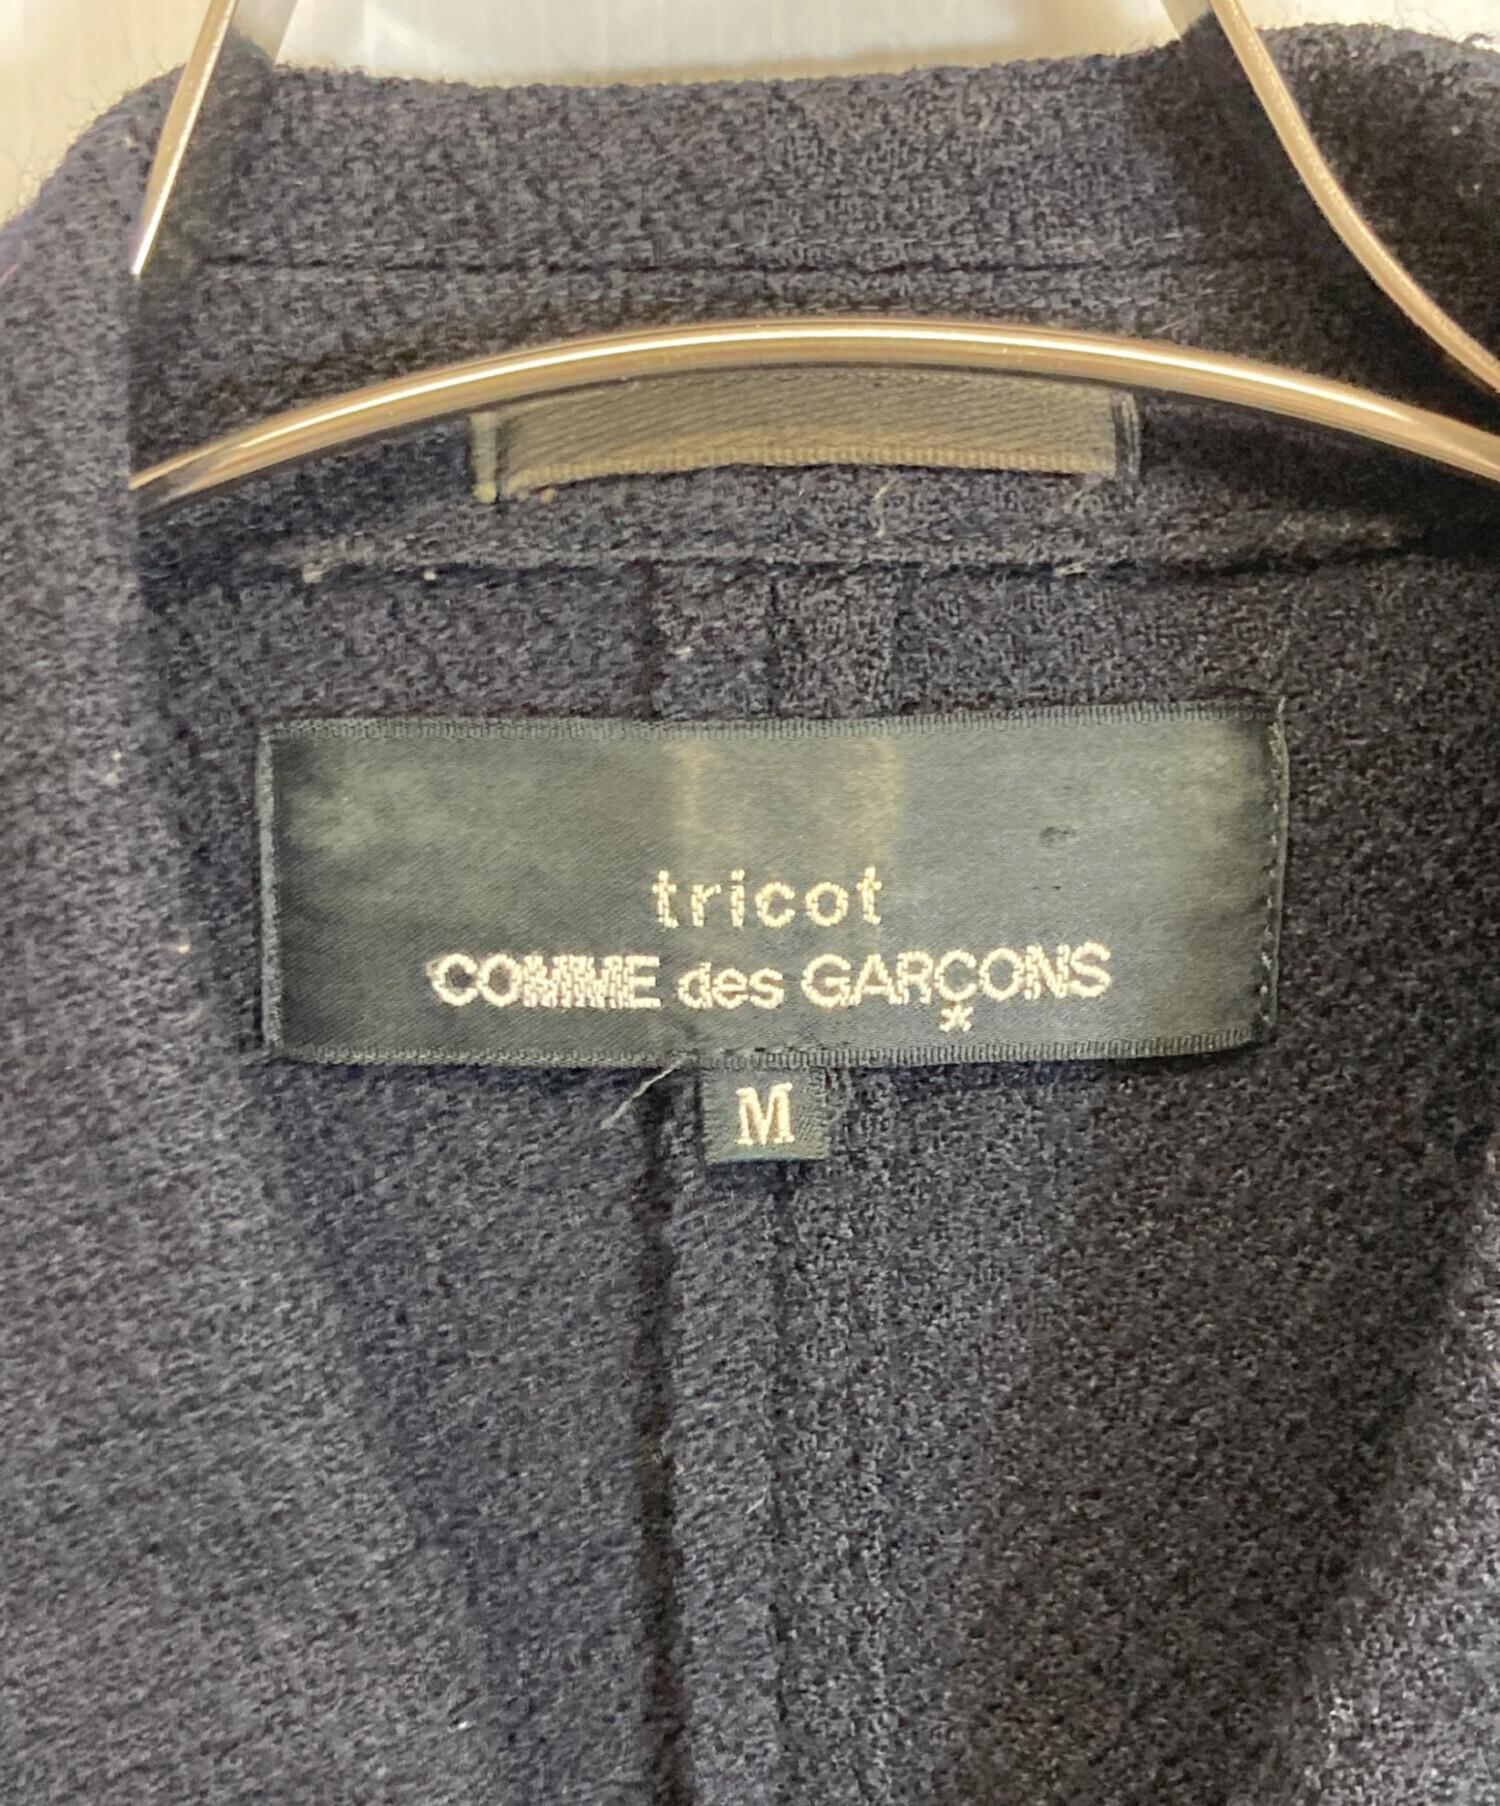 tricot
COMME des GARÇONS
*
M